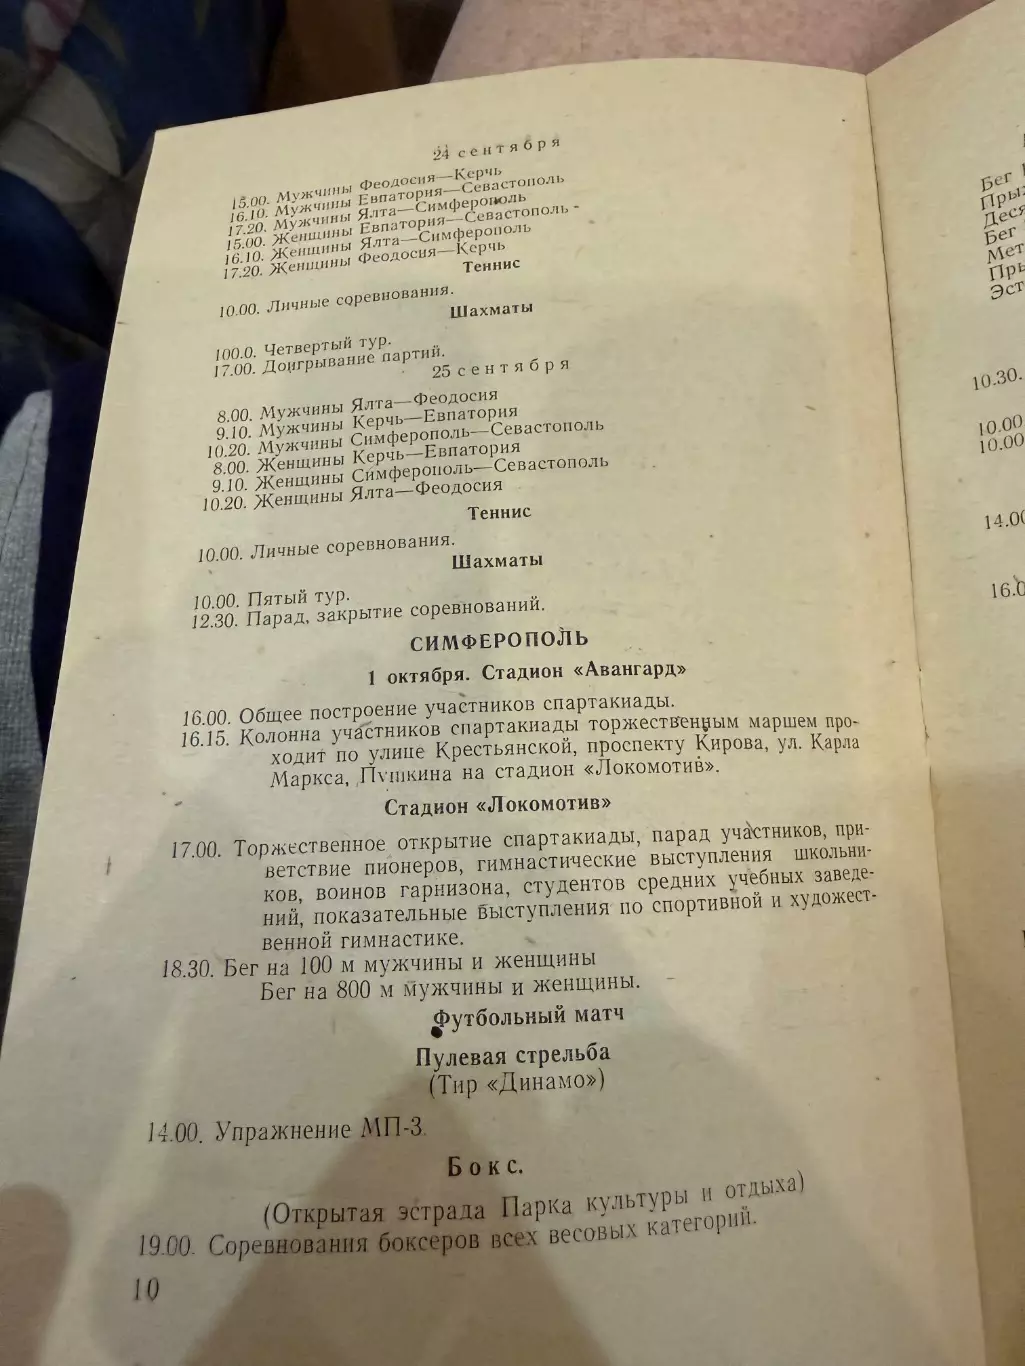 24 сентября
15.00. Мужчины Феодосия—Керчь
16.10. Мужчины Евпатория—Севастополь
17.20. Мужчины Ялта—Симферополь
15.00. Женщины Евпатория—Севастополь
16.10. Женщины Ялта—Симферополь
17.20. Женщины Феодосия—Керчь
Теннис
10.00. Личные соревнования.
Шахматы
100.0. Четвертый тур.
17.00. Доигрывание партий.
25 сентября
8.00. Мужчины Ялта—Феодосия
9.10. Мужчины Керчь—Евпатория
10.20. Мужчины Симферополь—Севастополь
8.00. Женщины Керчь—Евпатория
9.10. Женщины Симферополь—Севастополь
10.20. Женщины Ялта—Феодосия
Теннис
10.00. Личные соревнования.
Шахматы
10.00. Пятый тур.
12.30. Парад, закрытие соревнований.
СИМФЕРОПОЛЬ
1 октября. Стадион «Авангард»
16.00. Общее построение участников спартакиады.
16.15. Колонна участников спартакиады торжественным маршем про-
ходит по улице Крестьянской, проспекту Кирова, ул. Карла
Маркса, Пушкина на стадион «Локомотив».
Стадион «Локомотив»
17.00. Торжественное открытие спартакиады, парад участников, при-
ветствие пионеров, гимнастические выступления школьни-
ков, воинов гарнизона, студентов средних учебных заведе-
ний, показательные выступления по спортивной и художест-
венной гимнастике.
18.30. Бег на 100 м мужчины и женщины
Бег на 800 м мужчины и женщины.
Футбольный матч
Пулевая стрельба
(Тир «Динамо»)
14.00. Упражнение МП-3.
Бокс.
(Открытая эстрада Парка культуры и отдыха)
19.00. Соревнования боксеров всех весовых категорий.
10
Бег
Прыж
Деся
Бег
Мет
Пры
Эст
10.30.
10.00
10.00
14.00
16.0